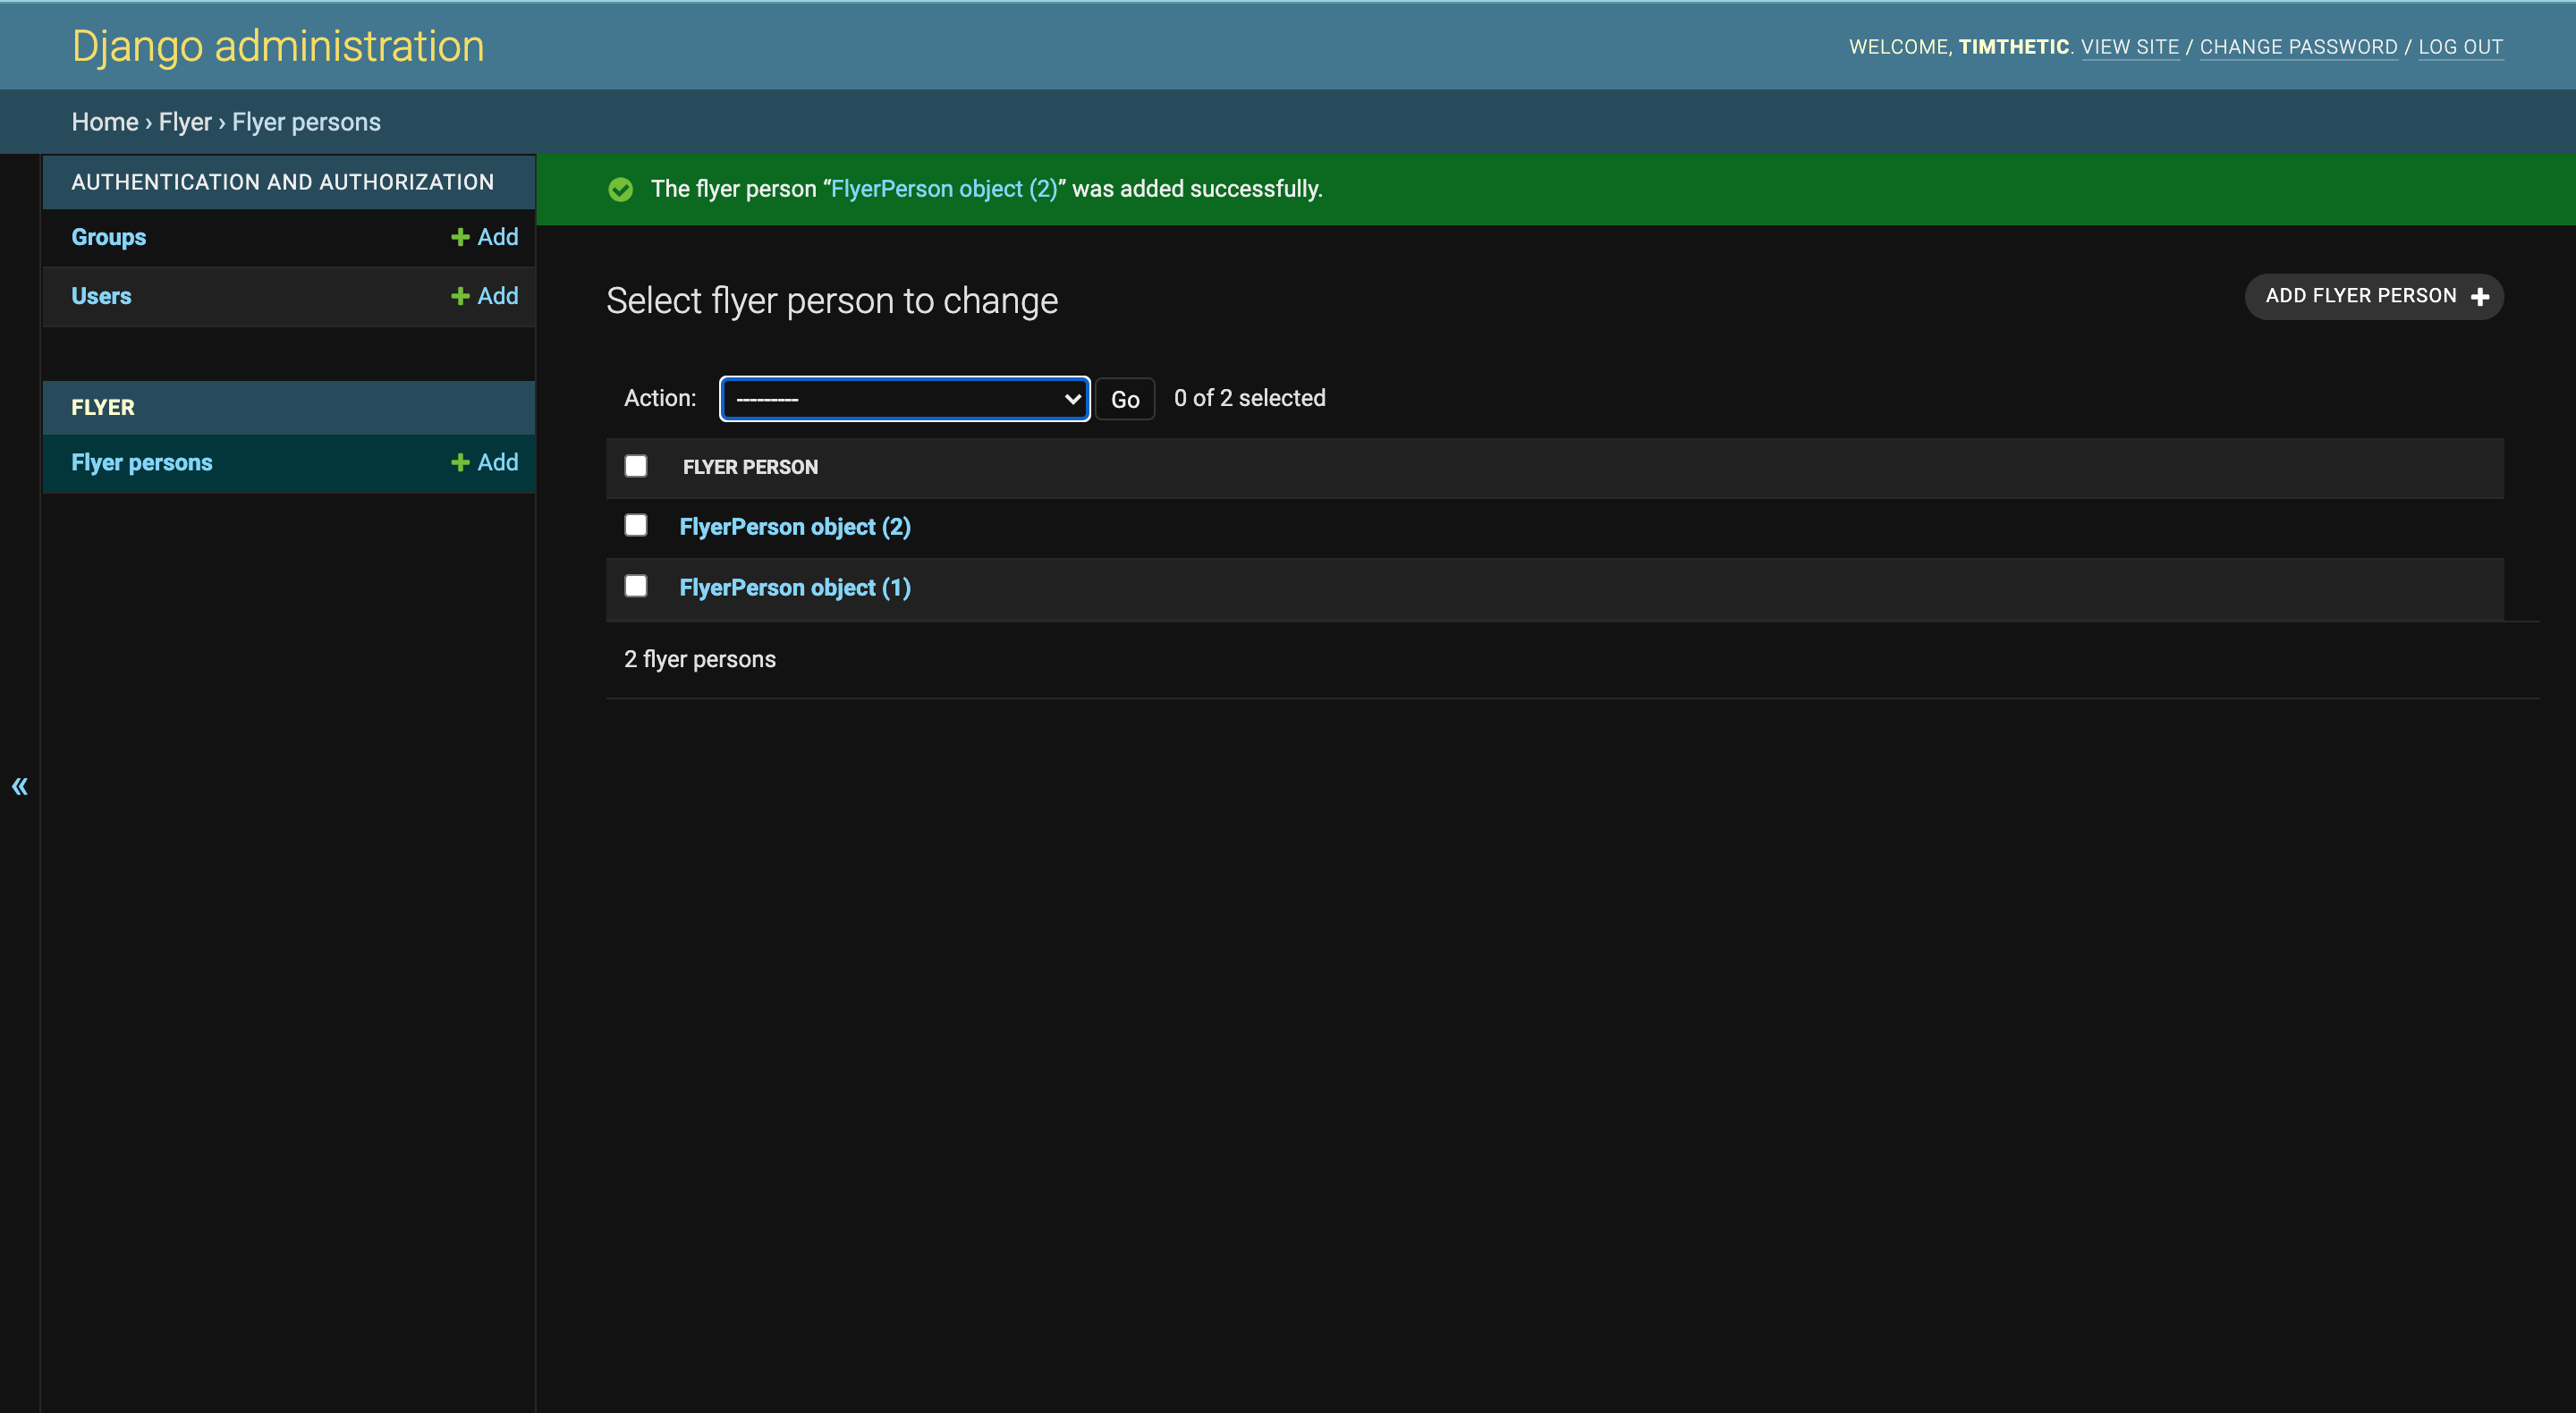 Django administration
WELCOME, TIMTHETIC. VIEW SITE / CHANGE PASSWORD / LOG OUT
Home › Flyer › Flyer persons
AUTHENTICATION AND AUTHORIZATION
Groups + Add
Users + Add
FLYER
Flyer persons + Add
«
The flyer person “FlyerPerson object (2)” was added successfully.
Select flyer person to change
ADD FLYER PERSON +
Action: --------- Go 0 of 2 selected
FLYER PERSON
FlyerPerson object (2)
FlyerPerson object (1)
2 flyer persons